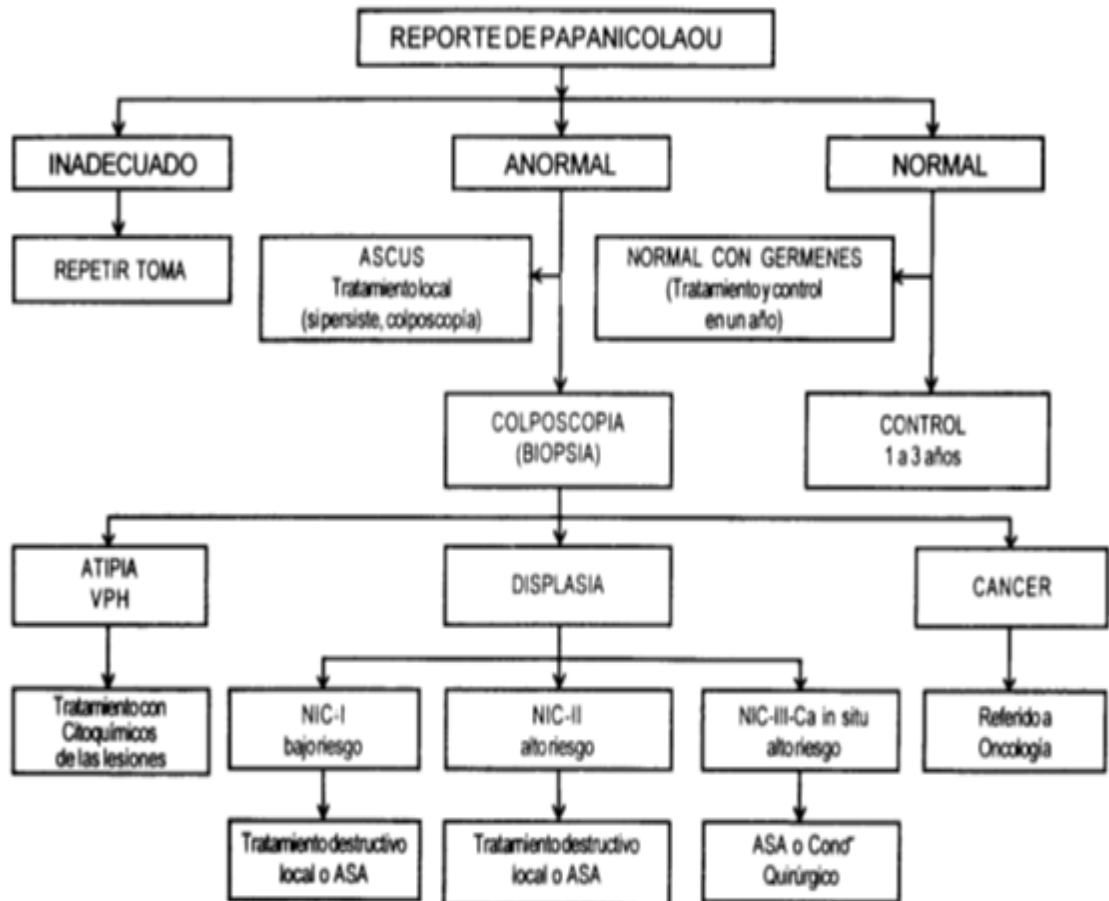 REPORTE DE PAPANICOLAOU
INADECUADO
ANORMAL
NORMAL
REPETIR TOMA
ASCUS
Tratamiento local
(si persiste, colposcopia)
NORMAL CON GERMENES
(Tratamiento y control
en un año)
COLPOSCOPIA
(BIOPSIA)
CONTROL
1 a 3 años
ATIPIA
VPH
DISPLASIA
CANCER
Tratamiento con
Citoquímicos
de las lesiones
NIC-I
bajo riesgo
NIC-II
alto riesgo
NIC-III-Ca in situ
alto riesgo
Referido a
Oncología
Tratamiento destructivo
local o ASA
Tratamiento destructivo
local o ASA
ASA o Cond"
Quirúrgico